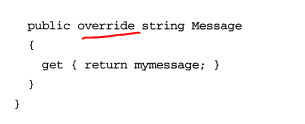 public override string Message
{
get { return mymessage; }
}
}